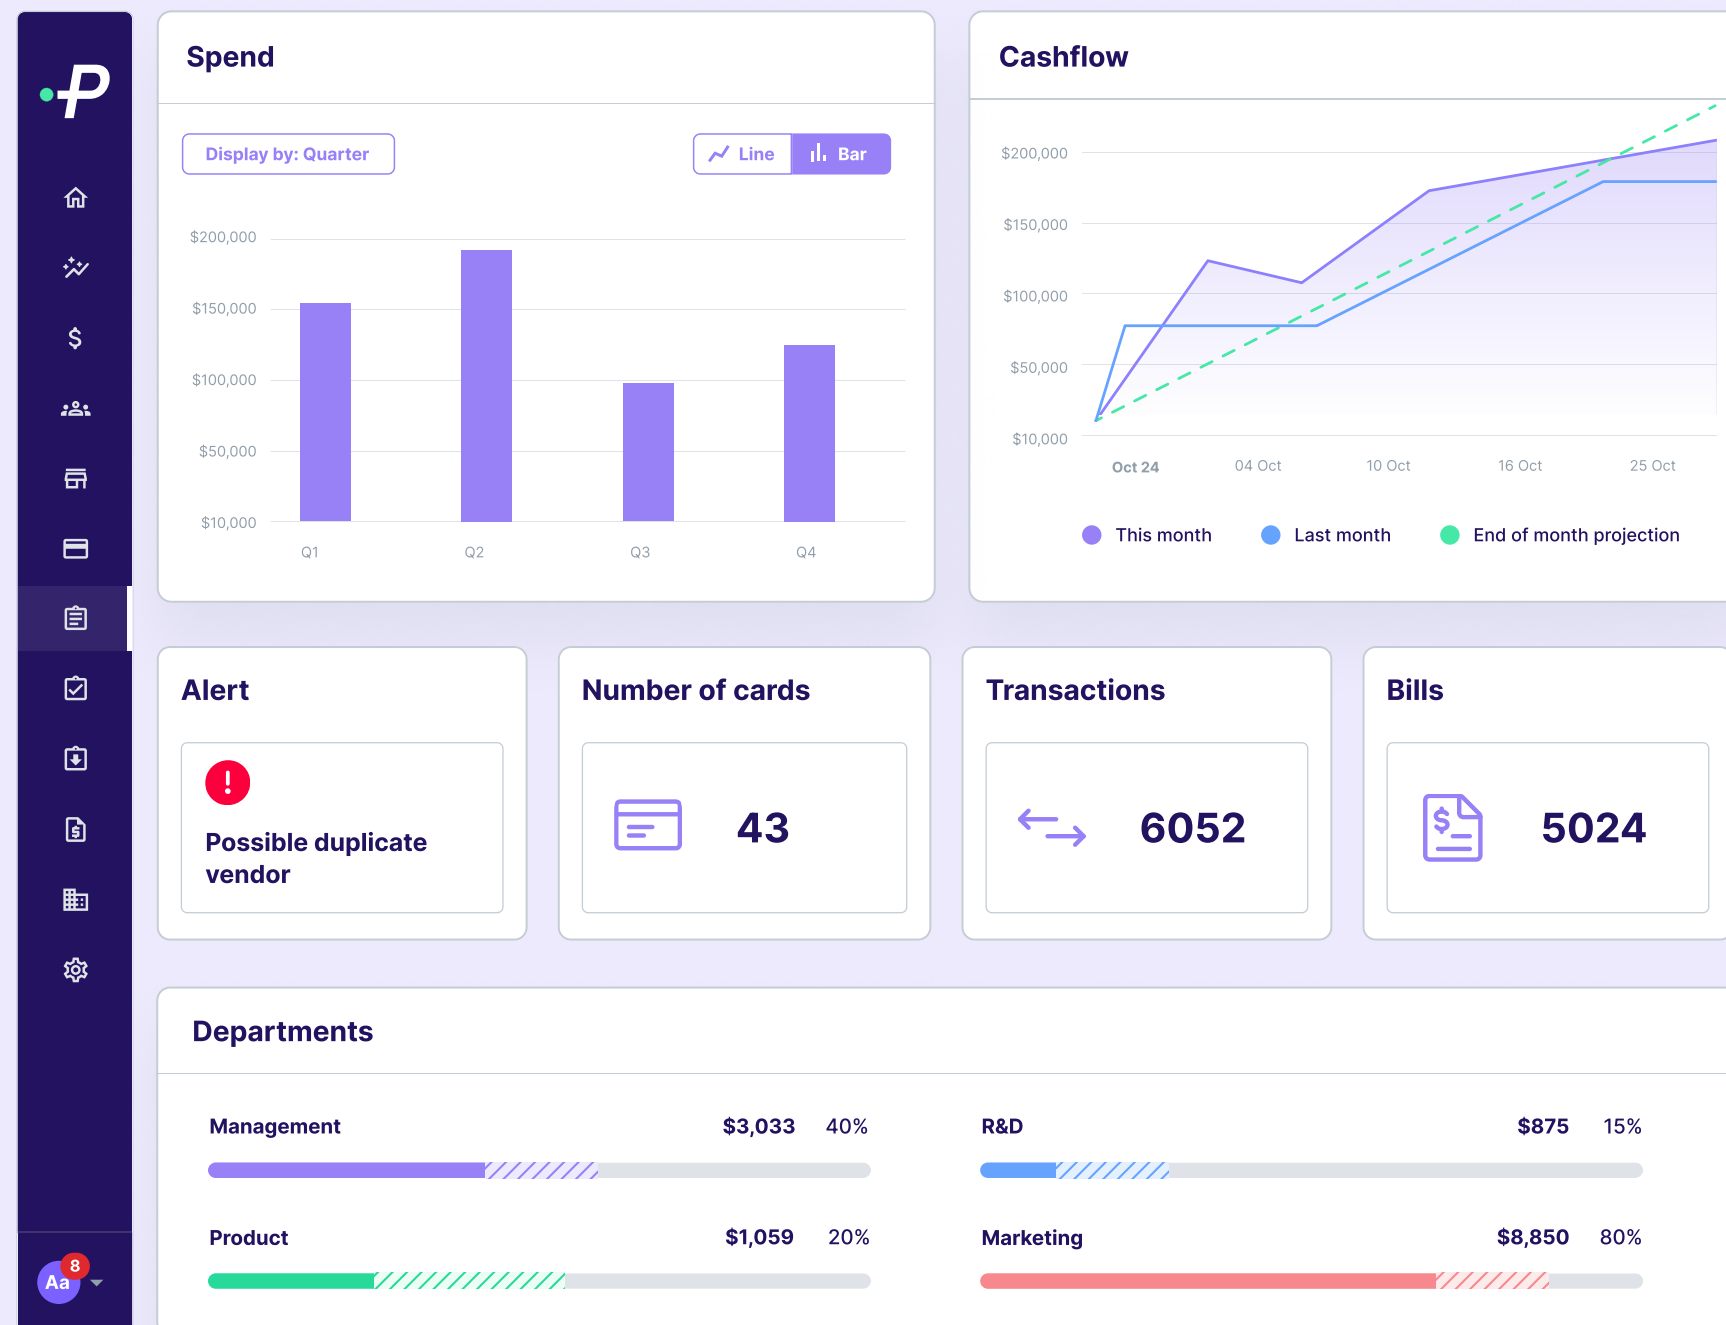 Spend
Display by: Quarter
Line
Bar
$200,000
$150,000
$100,000
$50,000
$10,000
Q1
Q2
Q3
Q4
Cashflow
$200,000
$150,000
$100,000
$50,000
$10,000
Oct 24
04 Oct
10 Oct
16 Oct
25 Oct
This month
Last month
End of month projection
Alert
Possible duplicate
vendor
Number of cards
43
Transactions
6052
Bills
5024
Departments
Management $3,033 40%
R&D $875 15%
Product $1,059 20%
Marketing $8,850 80%
Aa
8